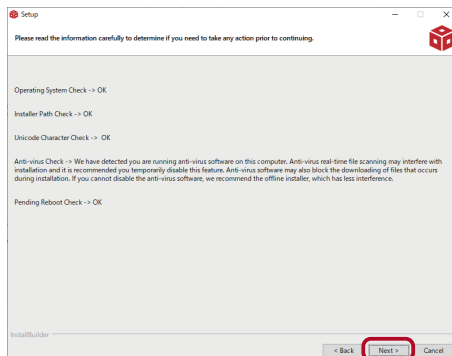 Setup
Please read the information carefully to determine if you need to take any action prior to continuing.
Operating System Check -> OK
Installer Path Check -> OK
Unicode Character Check -> OK
Anti-virus Check -> We have detected you are running anti-virus software on this computer. Anti-virus real-time file scanning may interfere with
installation and it is recommended you temporarily disable this feature. Anti-virus software may also block the downloading of files that occurs
during installation. If you cannot disable the anti-virus software, we recommend the offline installer, which has less interference.
Pending Reboot Check -> OK
InstallBuilder
< Back Next > Cancel